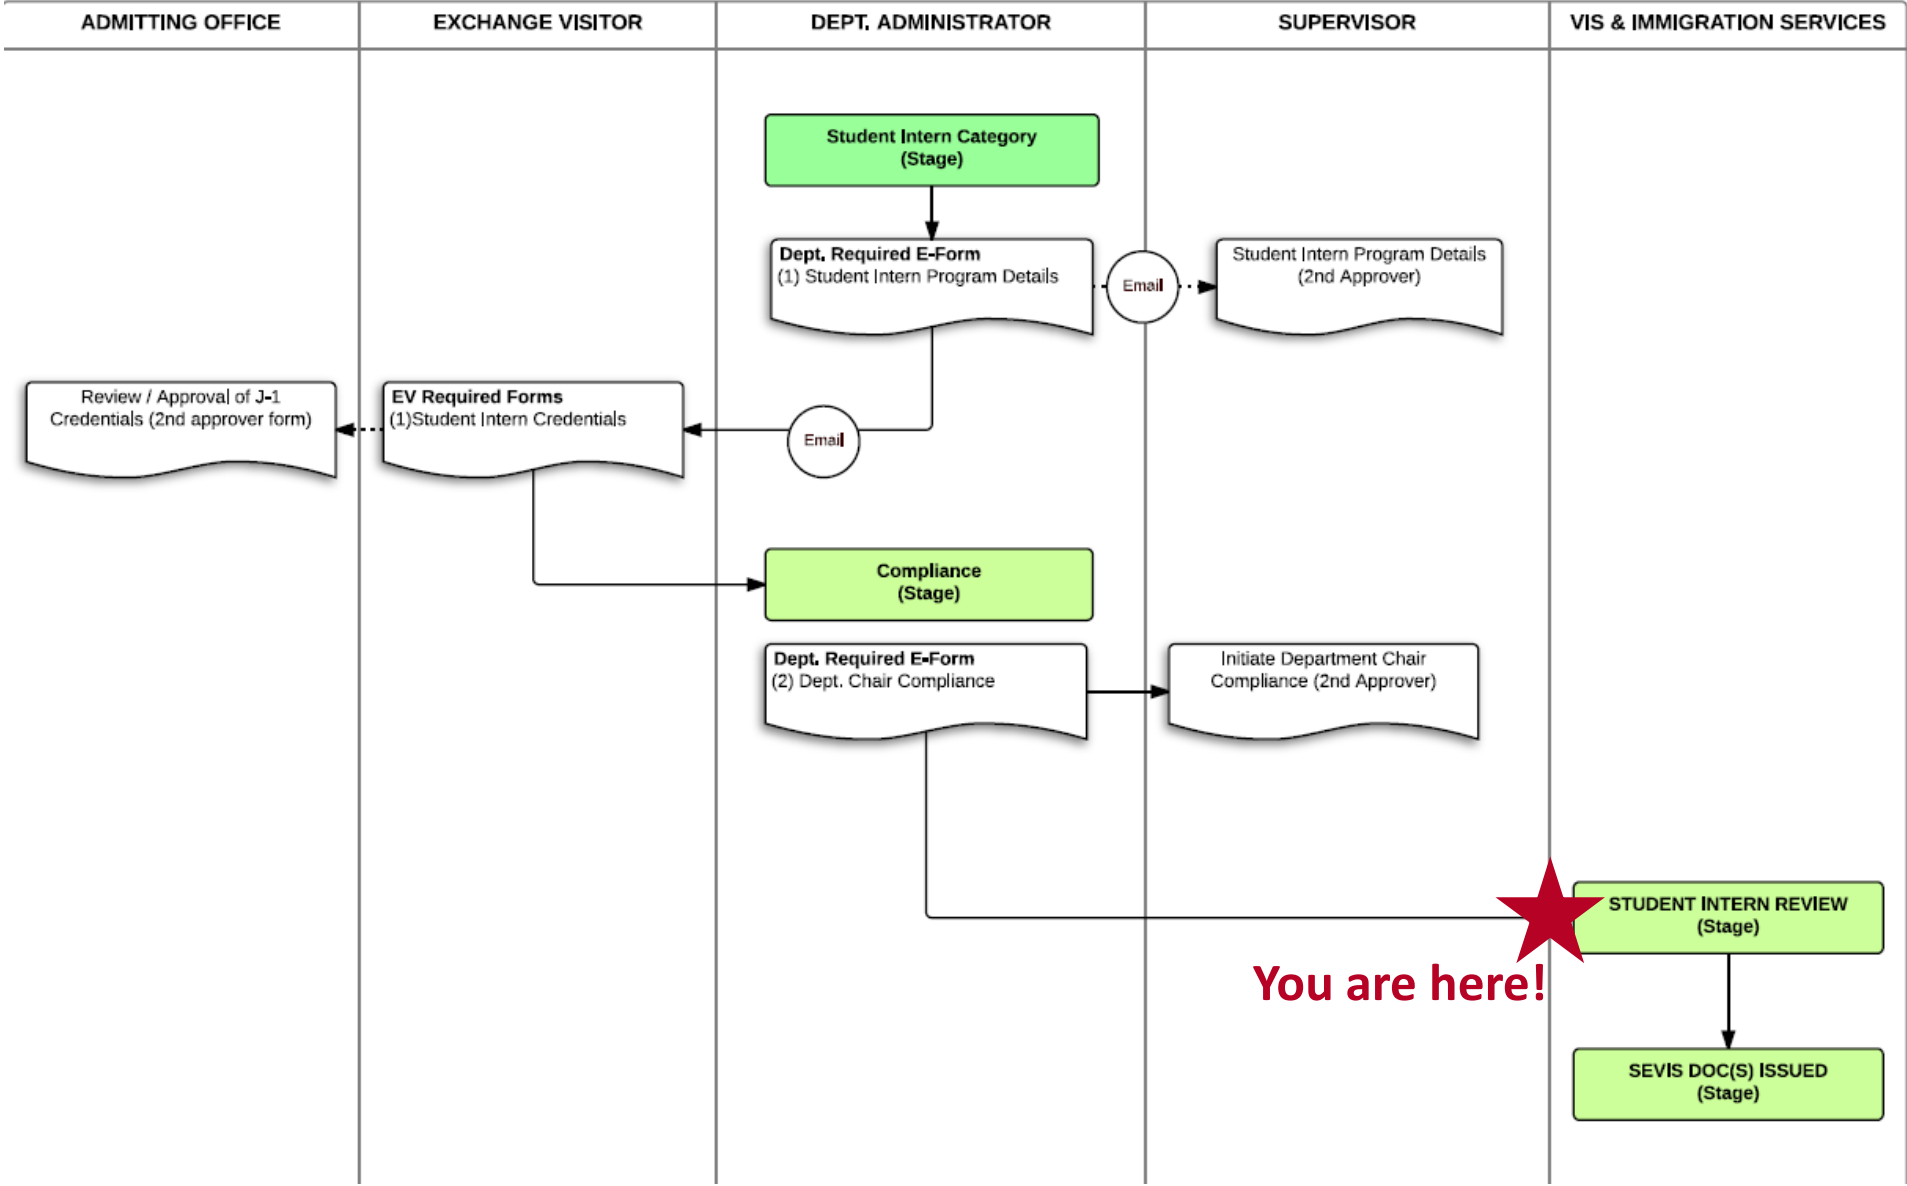 ADMITTING OFFICE
EXCHANGE VISITOR
DEPT. ADMINISTRATOR
SUPERVISOR
VIS & IMMIGRATION SERVICES
Student Intern Category
(Stage)
Dept. Required E-Form
(1) Student Intern Program Details
Email
Student Intern Program Details
(2nd Approver)
Review / Approval of J-1
Credentials (2nd approver form)
EV Required Forms
(1)Student Intern Credentials
Email
Compliance
(Stage)
Dept. Required E-Form
(2) Dept. Chair Compliance
Initiate Department Chair
Compliance (2nd Approver)
STUDENT INTERN REVIEW
(Stage)
You are here!
SEVIS DOC(S) ISSUED
(Stage)